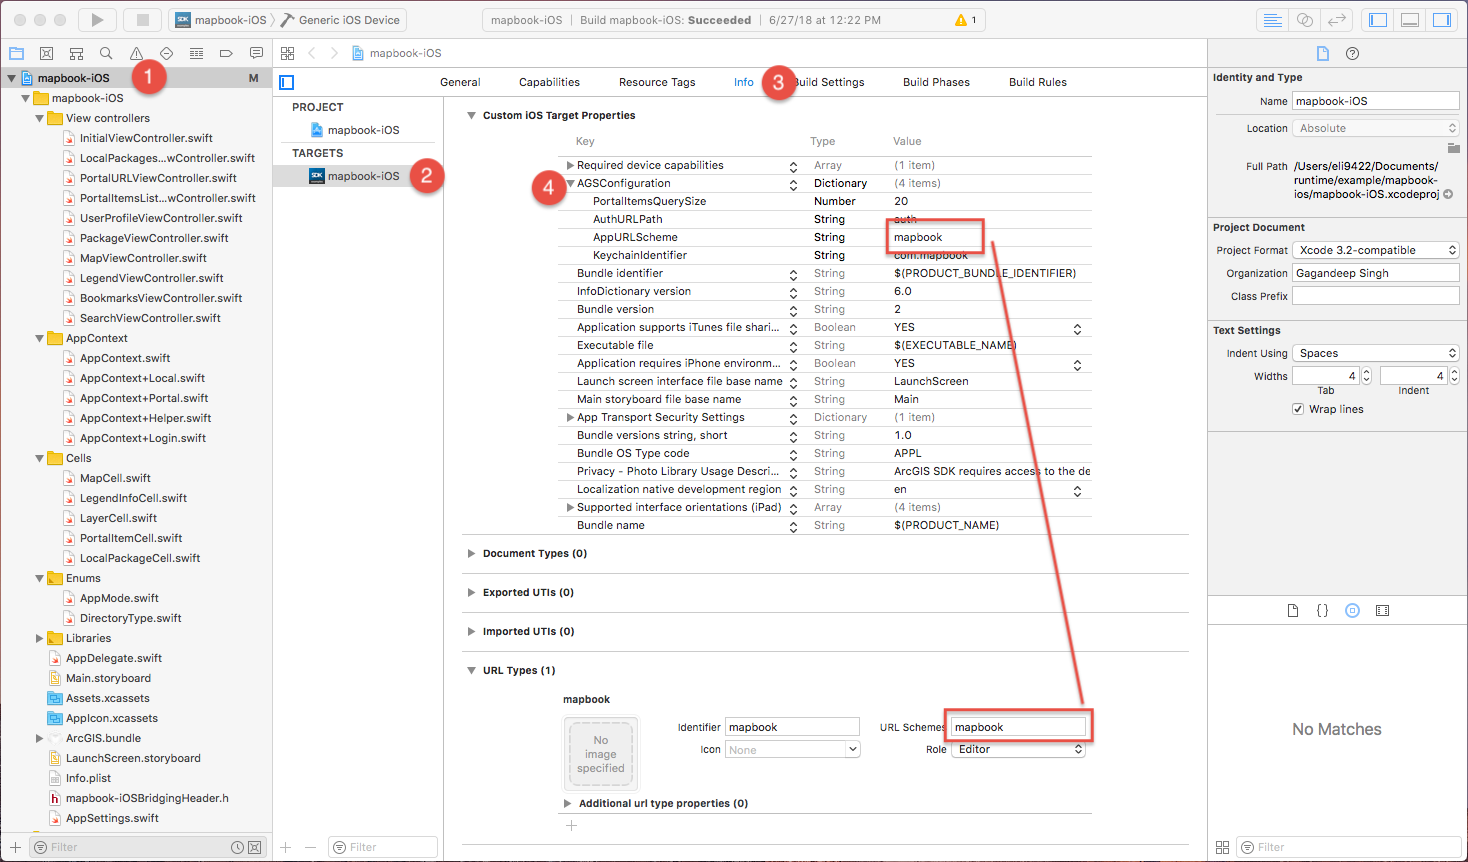 mapbook-iOS
Generic iOS Device
mapbook-iOS | Build mapbook-iOS: Succeeded | 6/27/18 at 12:22 PM
1
mapbook-iOS
mapbook-iOS M
1
mapbook-iOS
View controllers
InitialViewController.swift
LocalPackages...wController.swift
PortalURLViewController.swift
PortalItemsList...wController.swift
UserProfileViewController.swift
PackageViewController.swift
MapViewController.swift
LegendViewController.swift
BookmarksViewController.swift
SearchViewController.swift
AppContext
AppContext.swift
AppContext+Local.swift
AppContext+Portal.swift
AppContext+Helper.swift
AppContext+Login.swift
Cells
MapCell.swift
LegendInfoCell.swift
LayerCell.swift
PortalItemCell.swift
LocalPackageCell.swift
Enums
AppMode.swift
DirectoryType.swift
Libraries
AppDelegate.swift
Main.storyboard
Assets.xcassets
AppIcon.xcassets
ArcGIS.bundle
LaunchScreen.storyboard
Info.plist
mapbook-iOSBridgingHeader.h
AppSettings.swift
Filter
PROJECT
mapbook-iOS
TARGETS
SDK mapbook-iOS
2
Filter
General Capabilities Resource Tags Info 3 Build Settings Build Phases Build Rules
Custom iOS Target Properties
Key Type Value
Required device capabilities Array (1 item)
4 AGSConfiguration Dictionary (4 items)
PortalItemsQuerySize Number 20
AuthURLPath String auth
AppURLScheme String mapbook
KeychainIdentifier String com.mapbook
Bundle identifier String $(PRODUCT_BUNDLE_IDENTIFIER)
InfoDictionary version String 6.0
Bundle version String 2
Application supports iTunes file shari... Boolean YES
Executable file String $(EXECUTABLE_NAME)
Application requires iPhone environm... Boolean YES
Launch screen interface file base name String LaunchScreen
Main storyboard file base name String Main
App Transport Security Settings Dictionary (1 item)
Bundle versions string, short String 1.0
Bundle OS Type code String APPL
Privacy - Photo Library Usage Descri... String ArcGIS SDK requires access to the de
Localization native development region String en
Supported interface orientations (iPad) Array (4 items)
Bundle name String $(PRODUCT_NAME)
Document Types (0)
Exported UTIs (0)
Imported UTIs (0)
URL Types (1)
mapbook
No
image
specified
Identifier mapbook URL Schemes mapbook
Icon None Role Editor
Additional url type properties (0)
Identity and Type
Name mapbook-iOS
Location Absolute
Full Path /Users/eli9422/Documents/
runtime/example/mapbook-
ios/mapbook-iOS.xcodeproj
Project Document
Project Format Xcode 3.2-compatible
Organization Gagandeep Singh
Class Prefix
Text Settings
Indent Using Spaces
Widths 4 4
Tab Indent
Wrap lines
No Matches
Filter